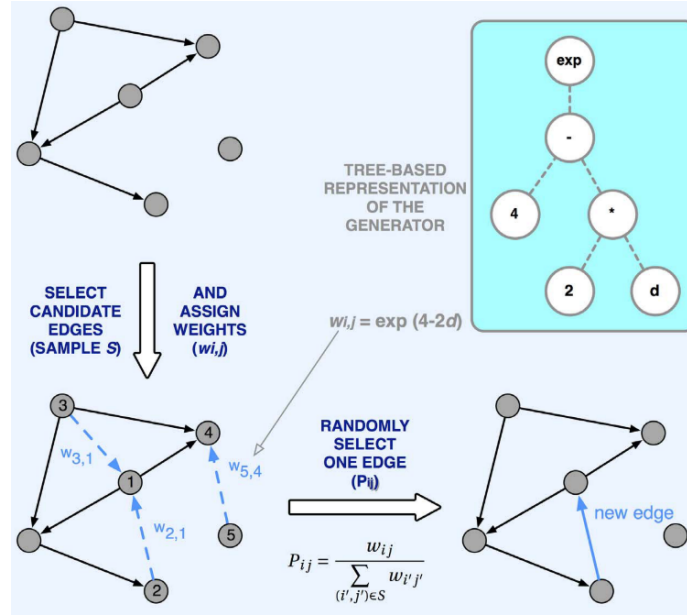 exp
-
TREE-BASED
REPRESENTATION
OF THE
GENERATOR
4
*
2
d
SELECT
CANDIDATE
EDGES
(SAMPLE S)
AND
ASSIGN
WEIGHTS
(wi,j)
wi,j = exp (4-2d)
3
4
w3,1
1
w5,4
w2,1
5
2
RANDOMLY
SELECT
ONE EDGE
(Pij)
Pij = wij / ∑(i′,j′)∈S wi′j′
new edge